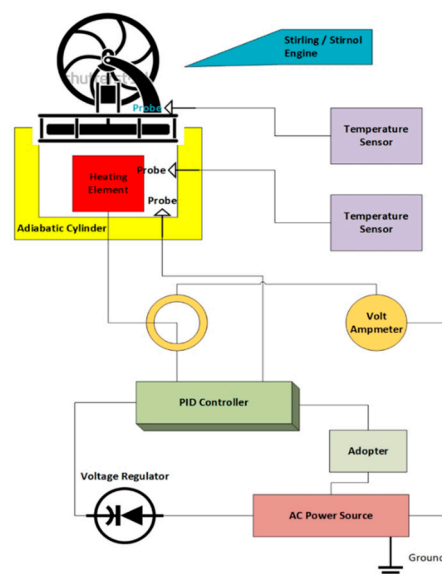 Stirling / Stirnol
Engine
Probe
Temperature
Sensor
Heating
Element
Probe
Probe
Temperature
Sensor
Adiabatic Cylinder
Volt
Ampmeter
PID Controller
Adopter
Voltage Regulator
AC Power Source
Ground